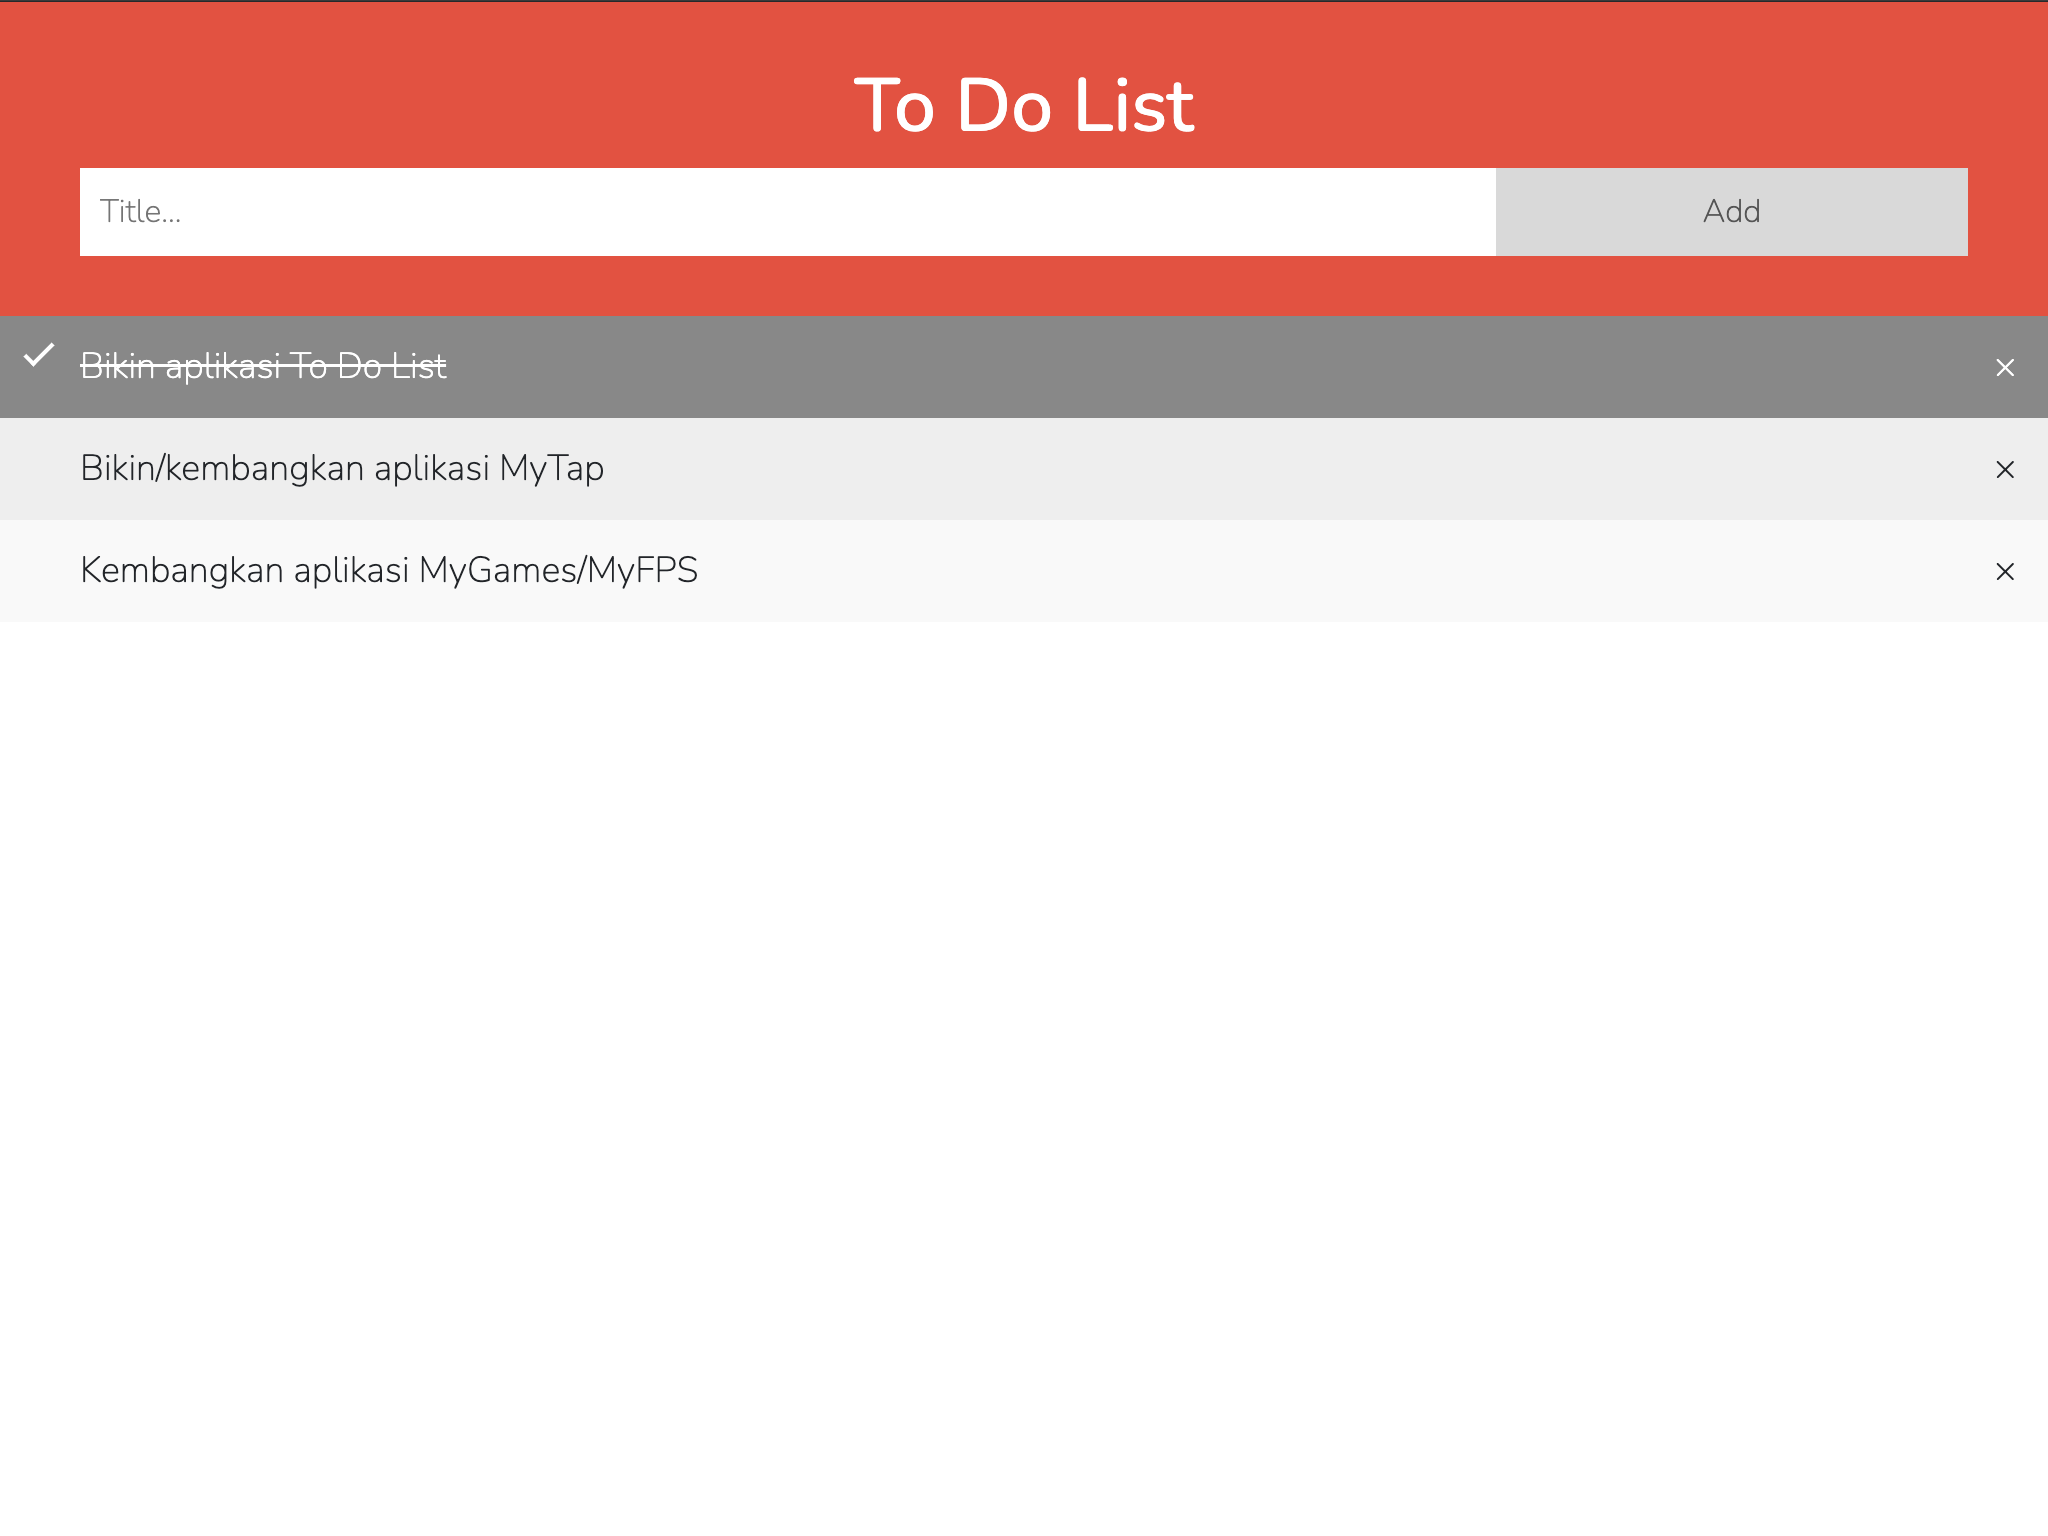 To Do List
Title...
Add
Bikin aplikasi To Do List
Bikin/kembangkan aplikasi MyTap
Kembangkan aplikasi MyGames/MyFPS